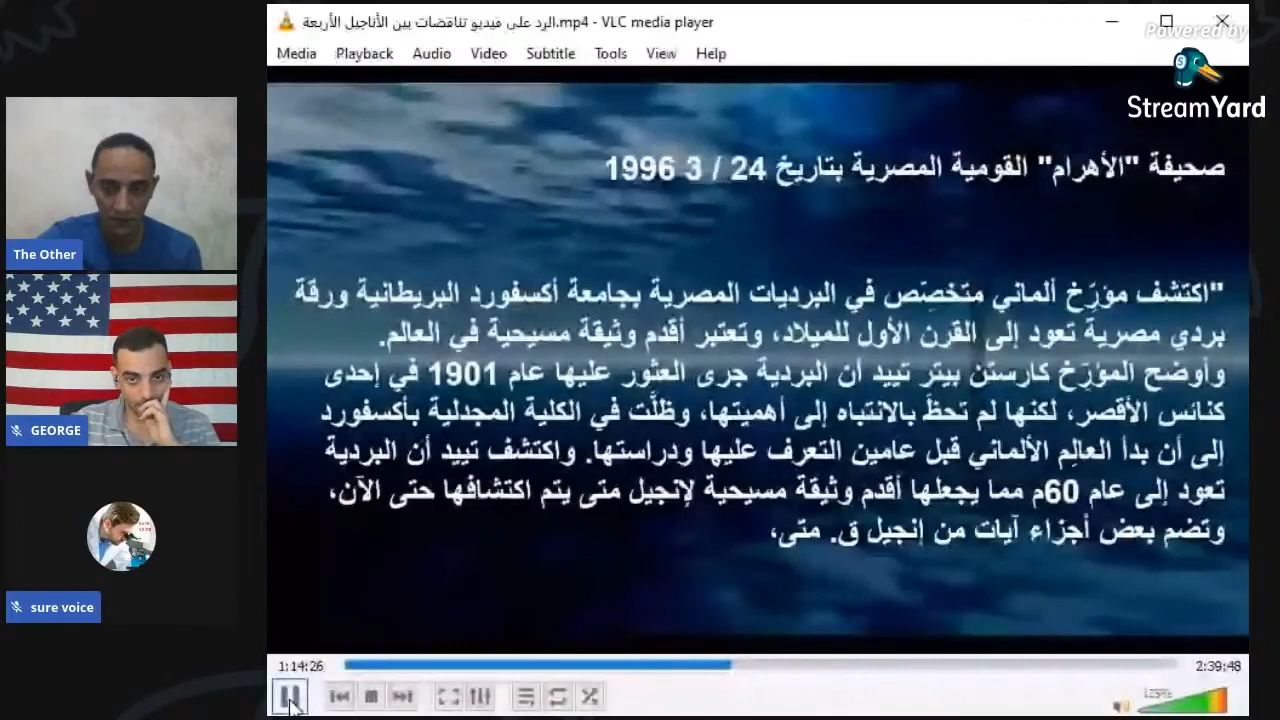 الرد على فيديو تناقضات بين الأناجيل الأربعة.mp4 - VLC media player
Media Playback Audio Video Subtitle Tools View Help
Powered by
StreamYard
صحيفة "الأهرام" القومية المصرية بتاريخ 24 / 3 1996
"اكتشف مؤرِّخ ألماني متخصِّص في البرديات المصرية بجامعة أكسفورد البريطانية ورقة
بردي مصرية تعود إلى القرن الأول للميلاد، وتعتبر أقدم وثيقة مسيحية في العالم.
وأوضح المؤرِّخ كارستن بيتر تييد أن البردية جرى العثور عليها عام 1901 في إحدى
كنائس الأقصر، لكنها لم تحظَ بالانتباه إلى أهميتها، وظلَّت في الكلية المجدلية بأكسفورد
إلى أن بدأ العالِم الألماني قبل عامين التعرف عليها ودراستها. واكتشف تييد أن البردية
تعود إلى عام 60م مما يجعلها أقدم وثيقة مسيحية لإنجيل متى يتم اكتشافها حتى الآن،
وتضم بعض أجزاء آيات من إنجيل ق. متى،
The Other
GEORGE
sure voice
1:14:26
2:39:48
125%